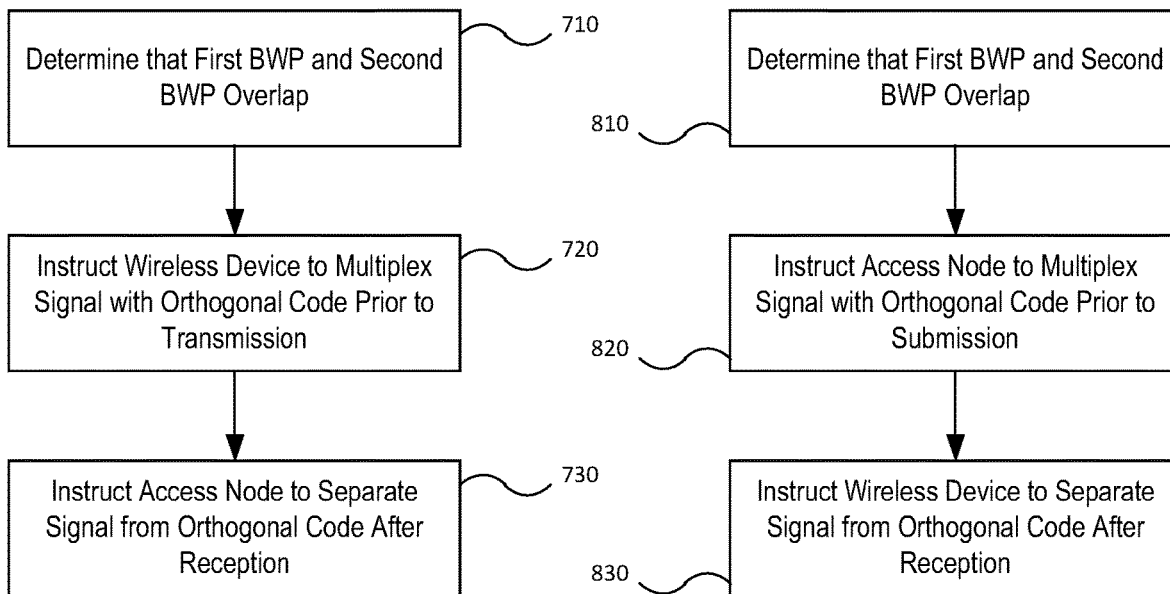 710
Determine that First BWP and Second
BWP Overlap
720
Instruct Wireless Device to Multiplex
Signal with Orthogonal Code Prior to
Transmission
730
Instruct Access Node to Separate
Signal from Orthogonal Code After
Reception
Determine that First BWP and Second
BWP Overlap
810
Instruct Access Node to Multiplex
Signal with Orthogonal Code Prior to
Submission
820
Instruct Wireless Device to Separate
Signal from Orthogonal Code After
Reception
830